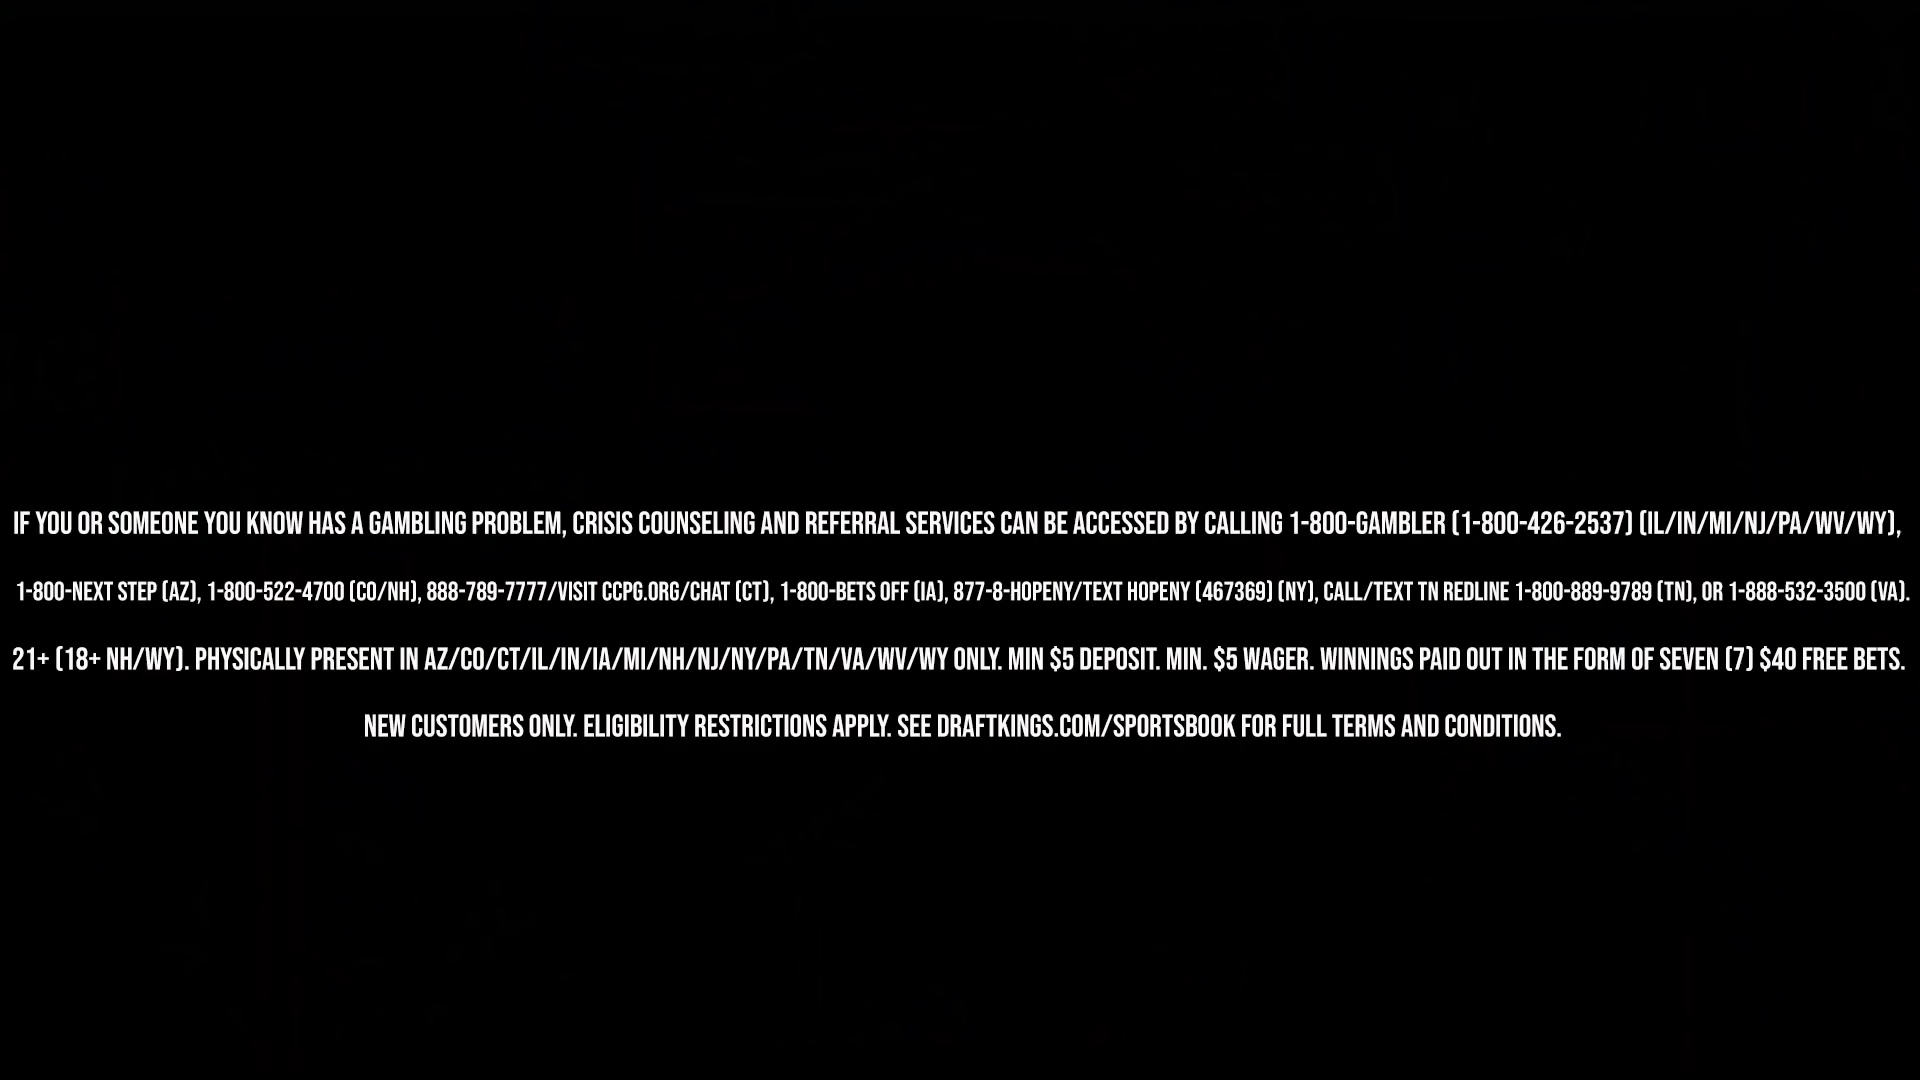 IF YOU OR SOMEONE YOU KNOW HAS A GAMBLING PROBLEM, CRISIS COUNSELING AND REFERRAL SERVICES CAN BE ACCESSED BY CALLING 1-800-GAMBLER (1-800-426-2537) (IL/IN/MI/NJ/PA/WV/WY),
1-800-NEXT STEP (AZ), 1-800-522-4700 (CO/NH), 888-789-7777/VISIT CCPG.ORG/CHAT (CT), 1-800-BETS OFF (IA), 877-8-HOPENY/TEXT HOPENY (467369) (NY), CALL/TEXT TN REDLINE 1-800-889-9789 (TN), OR 1-888-532-3500 (VA).
21+ (18+ NH/WY). PHYSICALLY PRESENT IN AZ/CO/CT/IL/IN/IA/MI/NH/NJ/NY/PA/TN/VA/WV/WY ONLY. MIN $5 DEPOSIT. MIN. $5 WAGER. WINNINGS PAID OUT IN THE FORM OF SEVEN (7) $40 FREE BETS.
NEW CUSTOMERS ONLY. ELIGIBILITY RESTRICTIONS APPLY. SEE DRAFTKINGS.COM/SPORTSBOOK FOR FULL TERMS AND CONDITIONS.